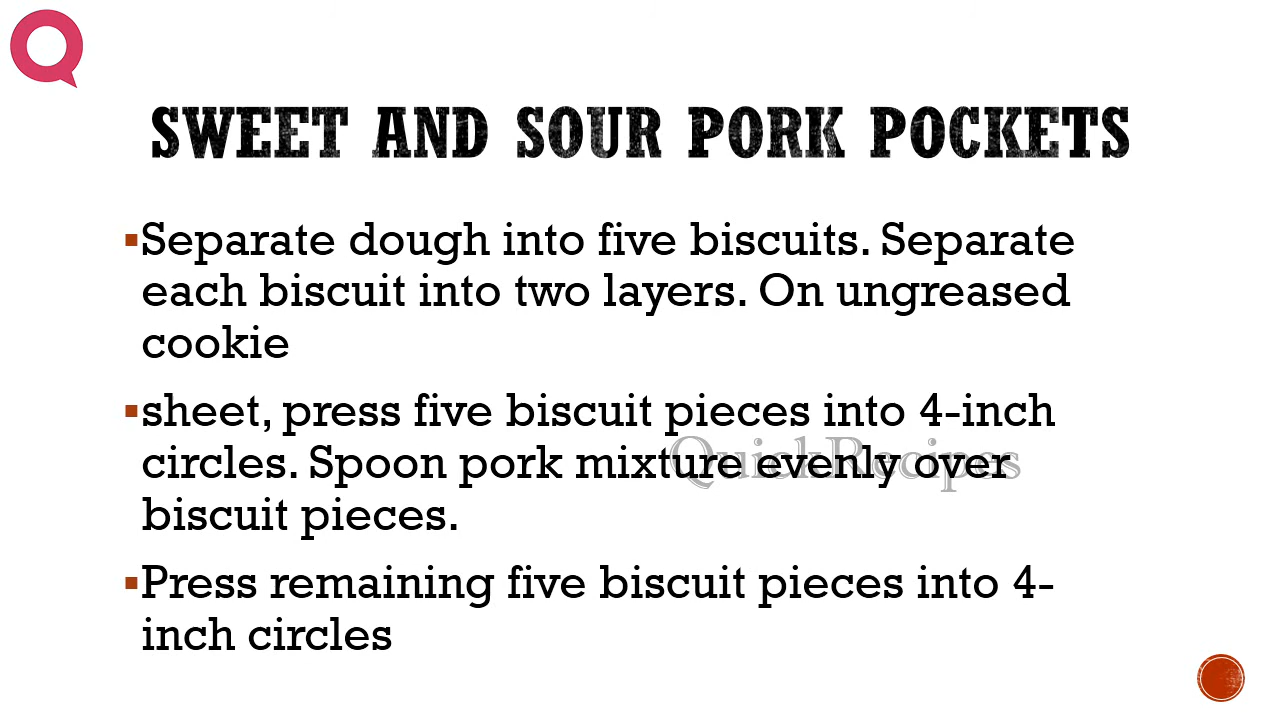 SWEET AND SOUR PORK POCKETS
▪Separate dough into five biscuits. Separate
each biscuit into two layers. On ungreased
cookie
▪sheet, press five biscuit pieces into 4-inch
circles. Spoon pork mixture evenly over
biscuit pieces.
QuickRecipes
▪Press remaining five biscuit pieces into 4-
inch circles